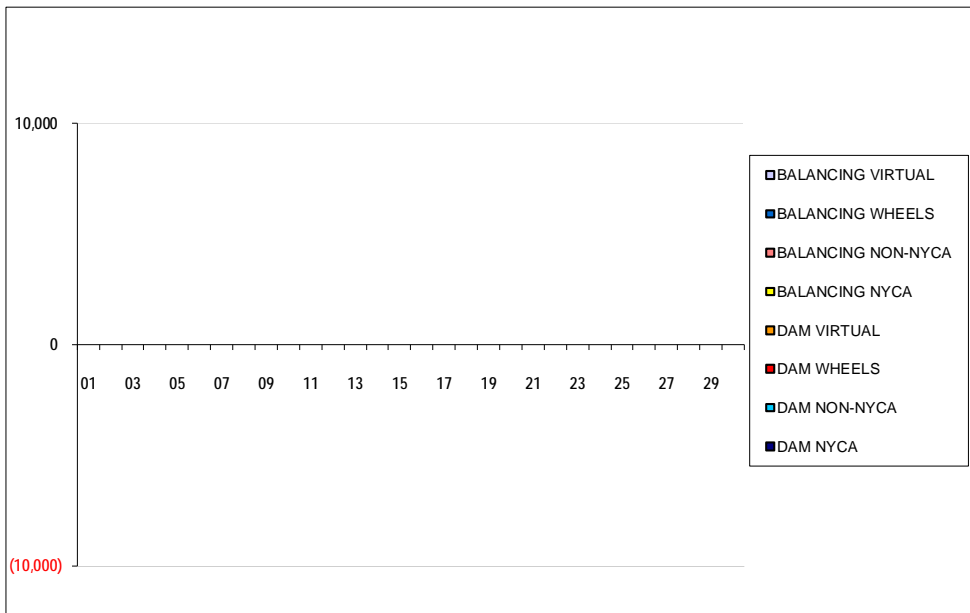 10,000
0
01 03 05 07 09 11 13 15 17 19 21 23 25 27 29
(10,000)
BALANCING VIRTUAL
BALANCING WHEELS
BALANCING NON-NYCA
BALANCING NYCA
DAM VIRTUAL
DAM WHEELS
DAM NON-NYCA
DAM NYCA